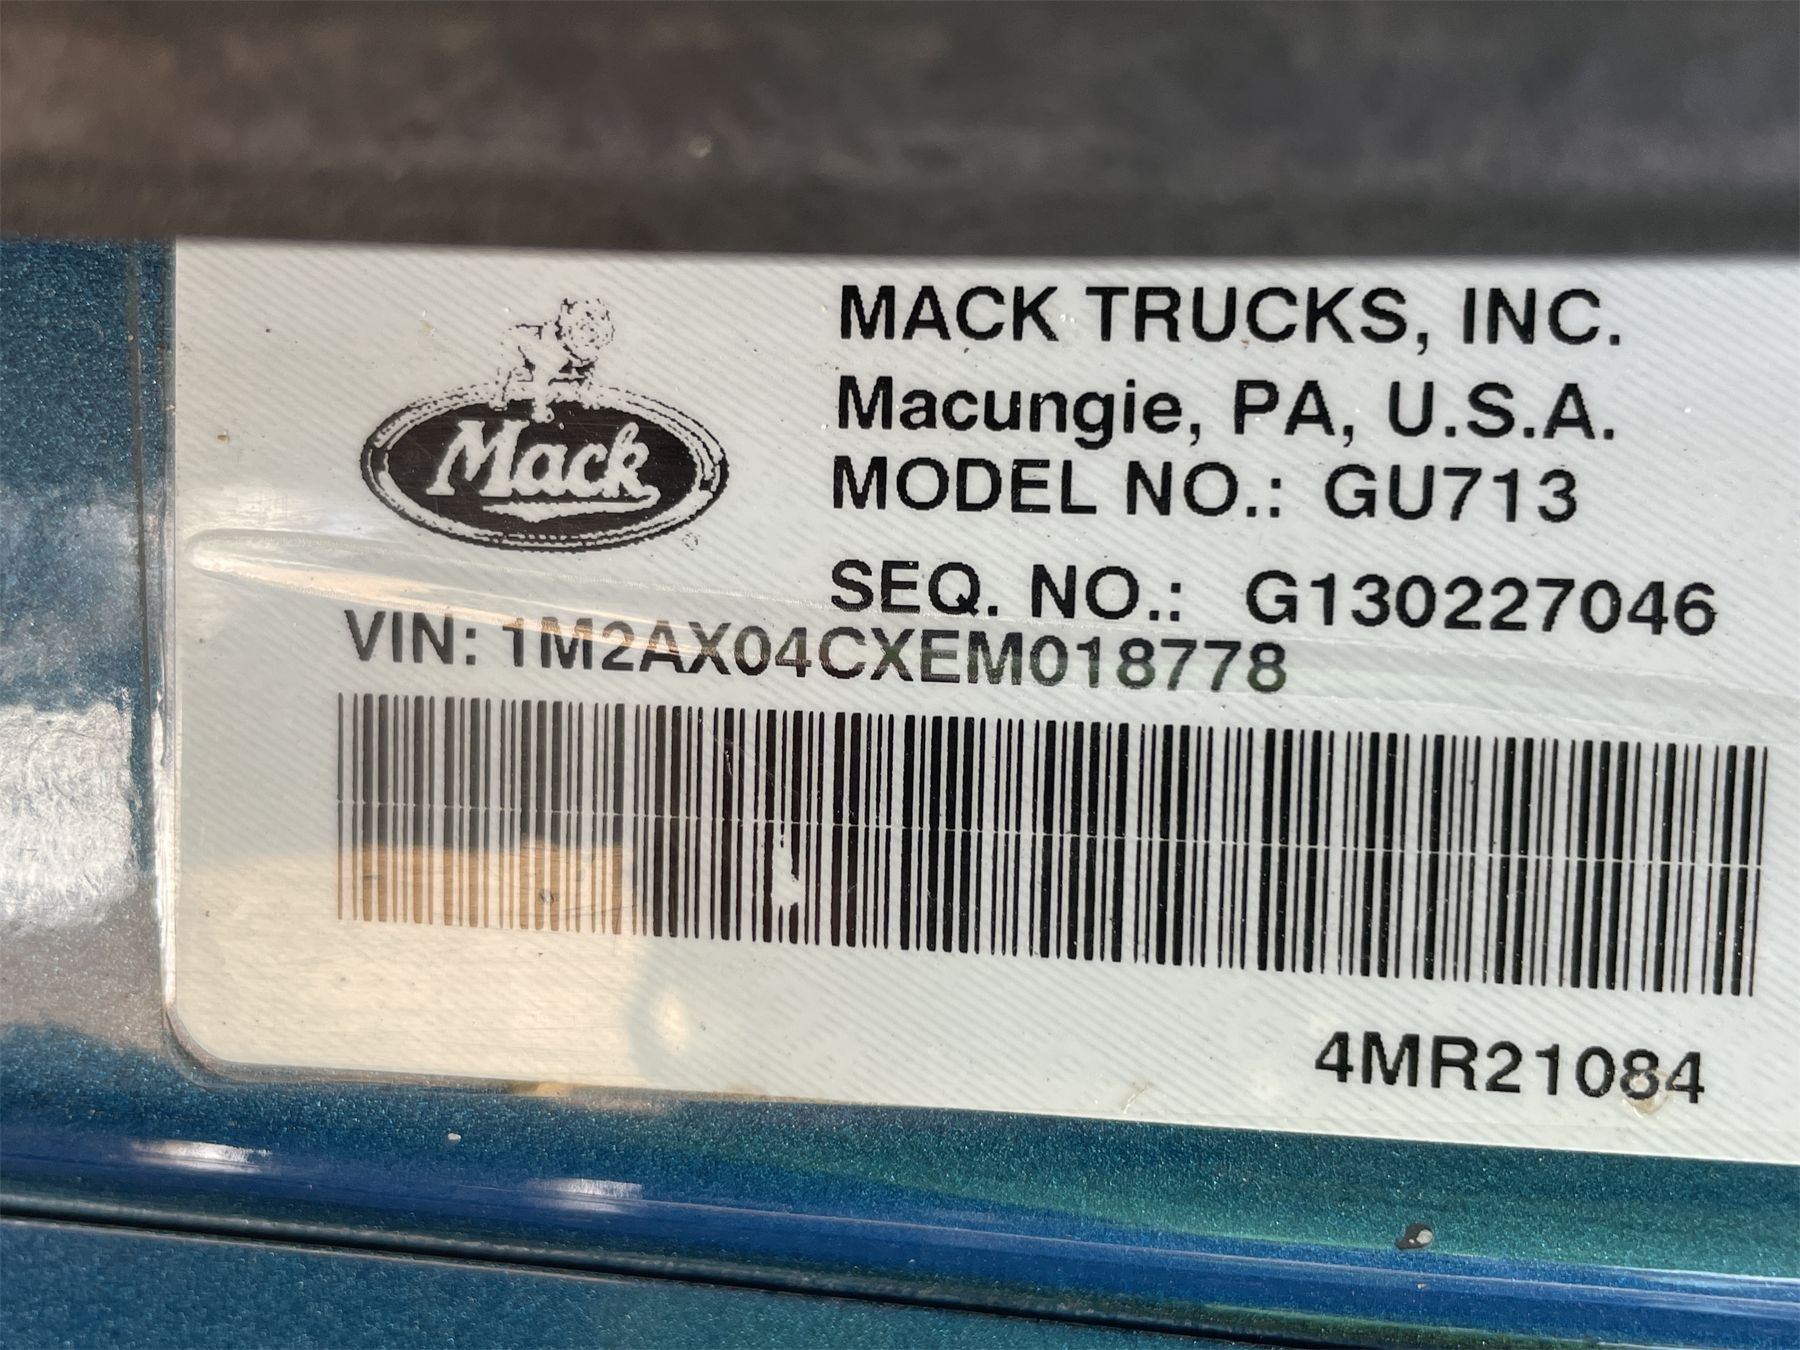 Mack
®
MACK TRUCKS, INC.
Macungie, PA, U.S.A.
MODEL NO.: GU713
SEQ. NO.: G130227046
VIN: 1M2AX04CXEM018778
4MR21084